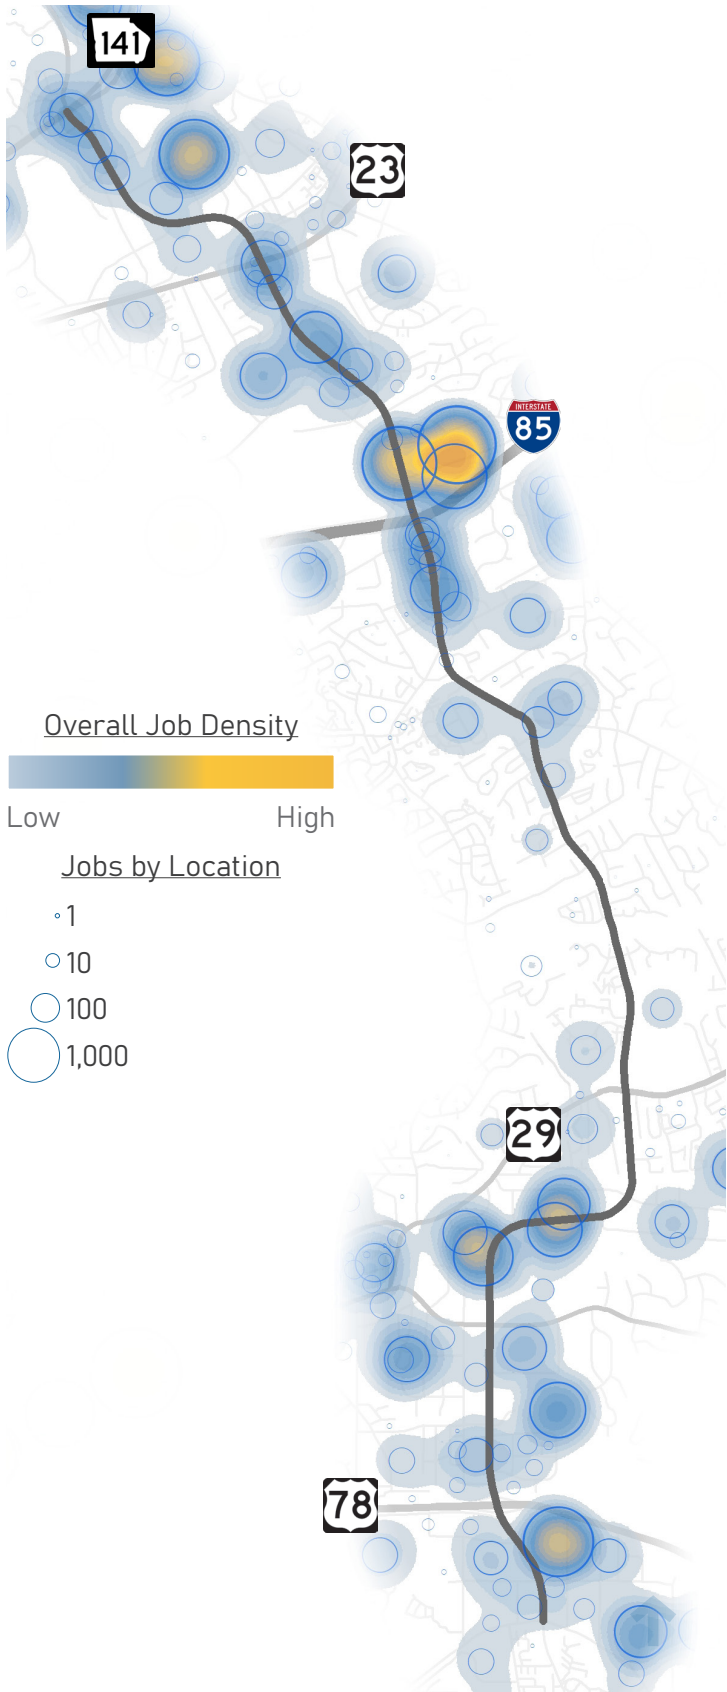 141
23
INTERSTATE
85
Overall Job Density
Low High
Jobs by Location
1
10
100
1,000
29
78